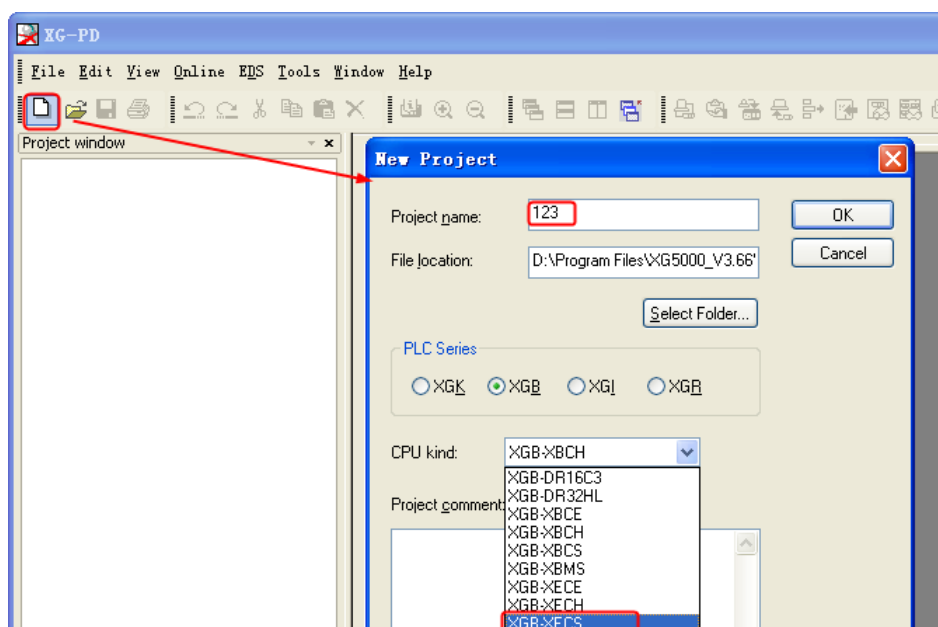 XG-PD
File Edit View Online EDS Tools Window Help
Project window
New Project
Project name:
123
OK
File location:
D:\Program Files\XG5000_V3.66'
Cancel
Select Folder...
PLC Series
XGK XGB XGI XGR
CPU kind:
XGB-XBCH
XGB-DR16C3
XGB-DR32HL
Project comment:
XGB-XBCE
XGB-XBCH
XGB-XBCS
XGB-XBMS
XGB-XECE
XGB-XECH
XGB-XECS